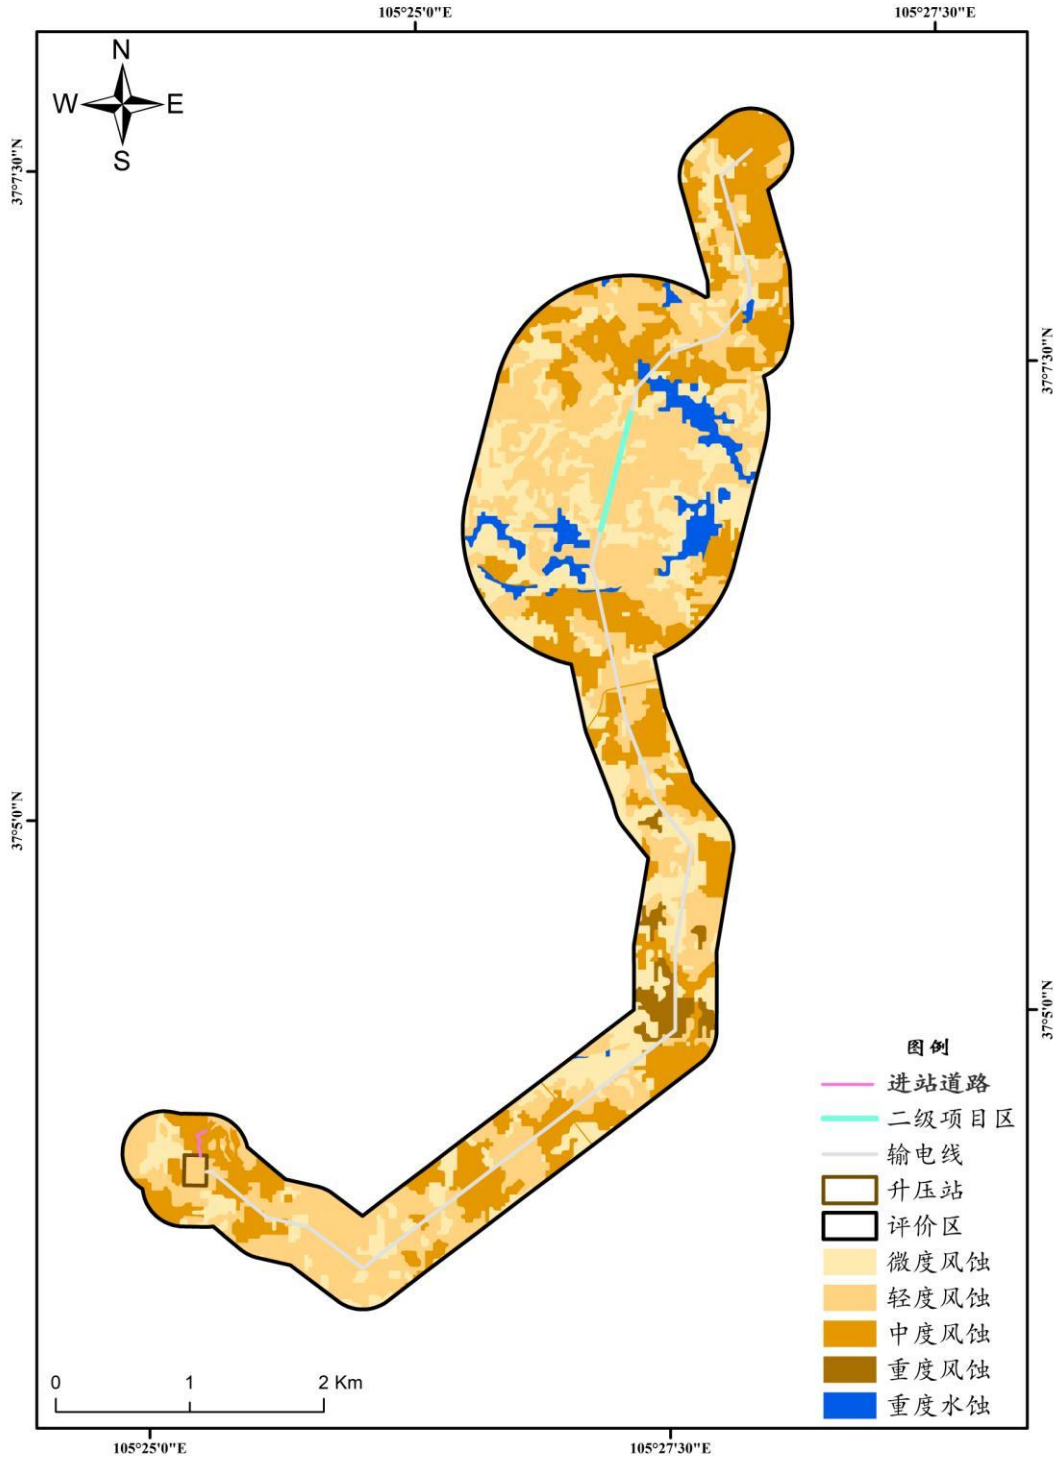 105°25'0"E
105°27'30"E
N
W
E
S
37°7'30"N
37°7'30"N
37°5'0"N
37°5'0"N
图例
进站道路
二级项目区
输电线
升压站
评价区
微度风蚀
轻度风蚀
中度风蚀
重度风蚀
重度水蚀
0
1
2 Km
105°25'0"E
105°27'30"E